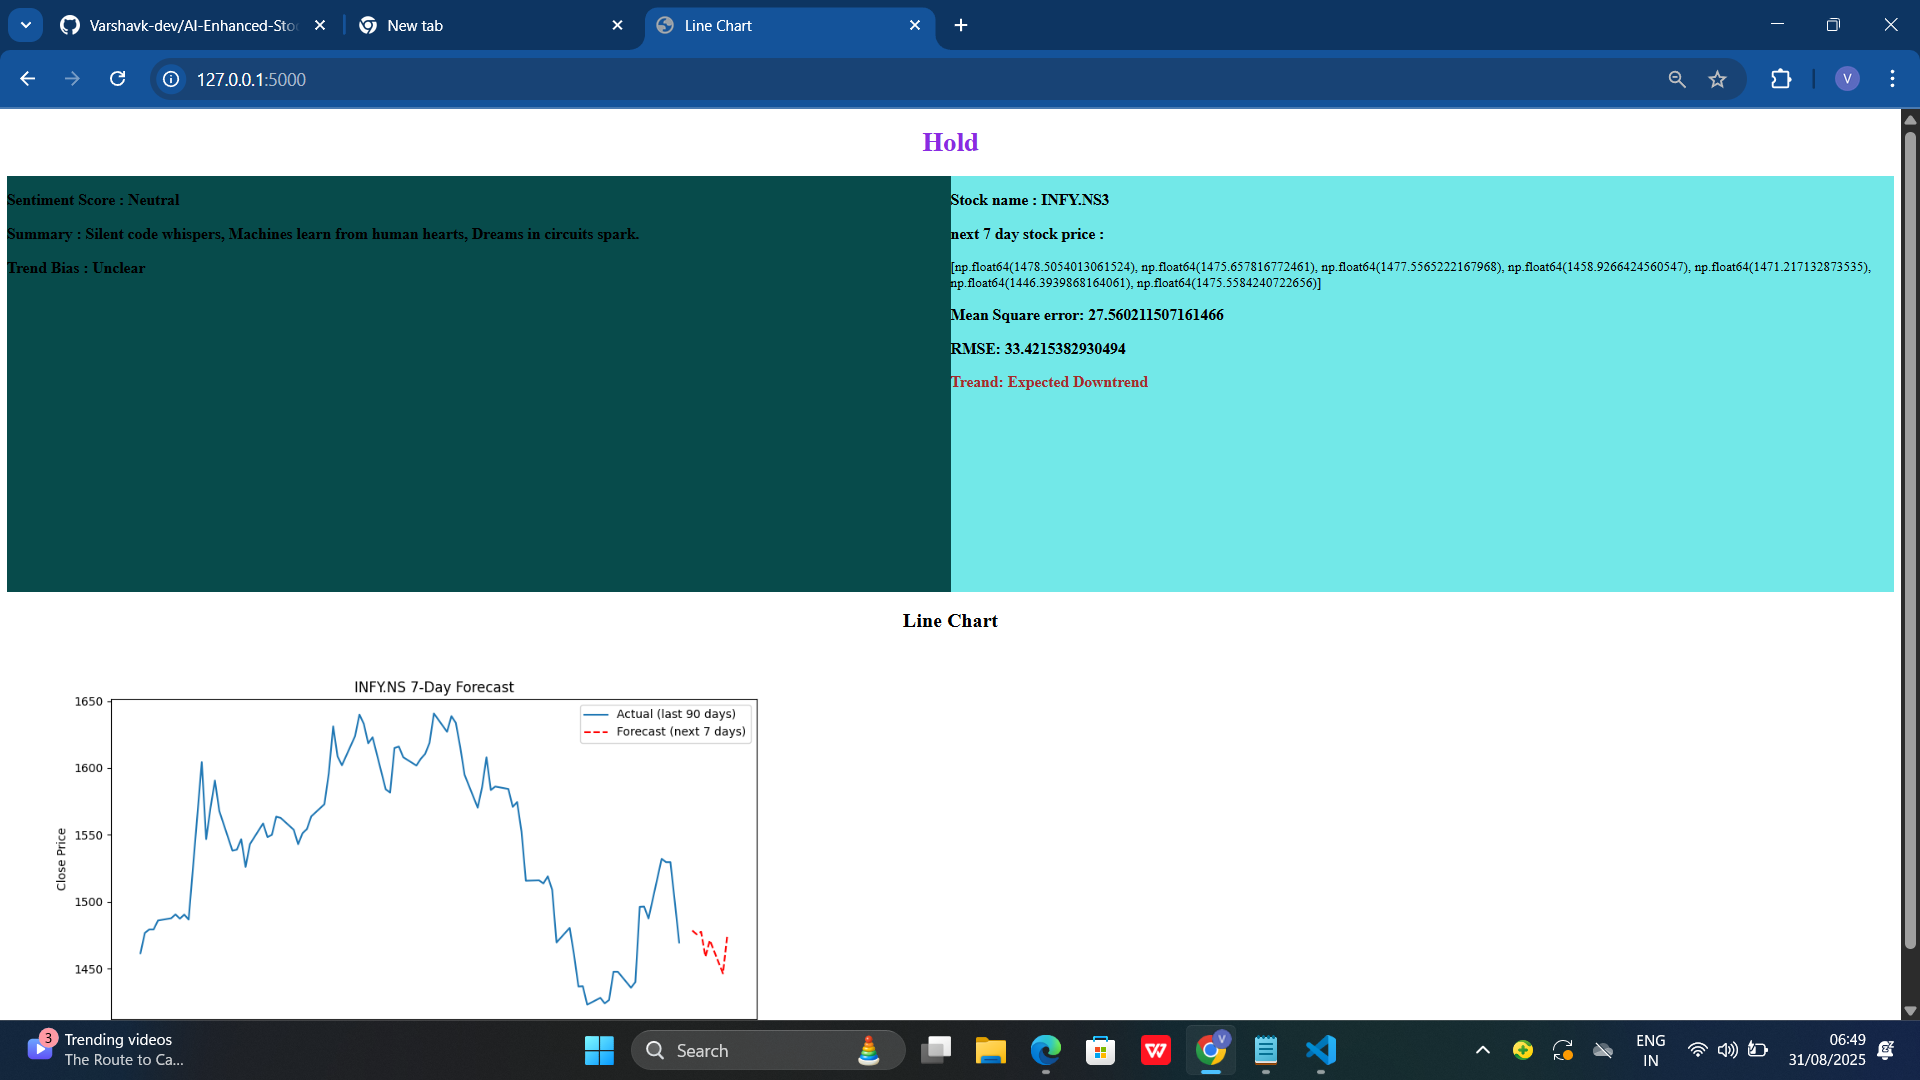 Varshavk-dev/AI-Enhanced-Sto
New tab
Line Chart
127.0.0.1:5000
V
Hold
Sentiment Score : Neutral
Summary : Silent code whispers, Machines learn from human hearts, Dreams in circuits spark.
Trend Bias : Unclear
Stock name : INFY.NS3
next 7 day stock price :
[np.float64(1478.5054013061524), np.float64(1475.657816772461), np.float64(1477.5565222167968), np.float64(1458.9266424560547), np.float64(1471.217132873535),
np.float64(1446.3939868164061), np.float64(1475.5584240722656)]
Mean Square error: 27.560211507161466
RMSE: 33.4215382930494
Treand: Expected Downtrend
Line Chart
INFY.NS 7-Day Forecast
Actual (last 90 days)
Forecast (next 7 days)
Close Price
1650
1600
1550
1500
1450
3
Trending videos
The Route to Ca...
Search
W
V
ENG
IN
06:49
31/08/2025